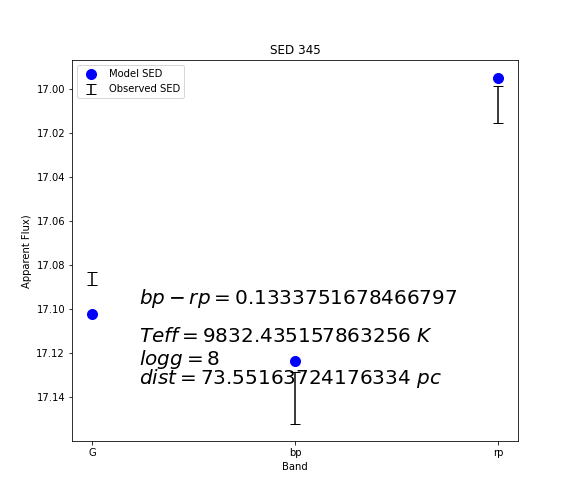 SED 345
Model SED
Observed SED
Apparent Flux)
17.00
17.02
17.04
17.06
17.08
17.10
17.12
17.14
bp − rp = 0.1333751678466797
Teff = 9832.435157863256 K
logg = 8
dist = 73.55163724176334 pc
G bp rp
Band